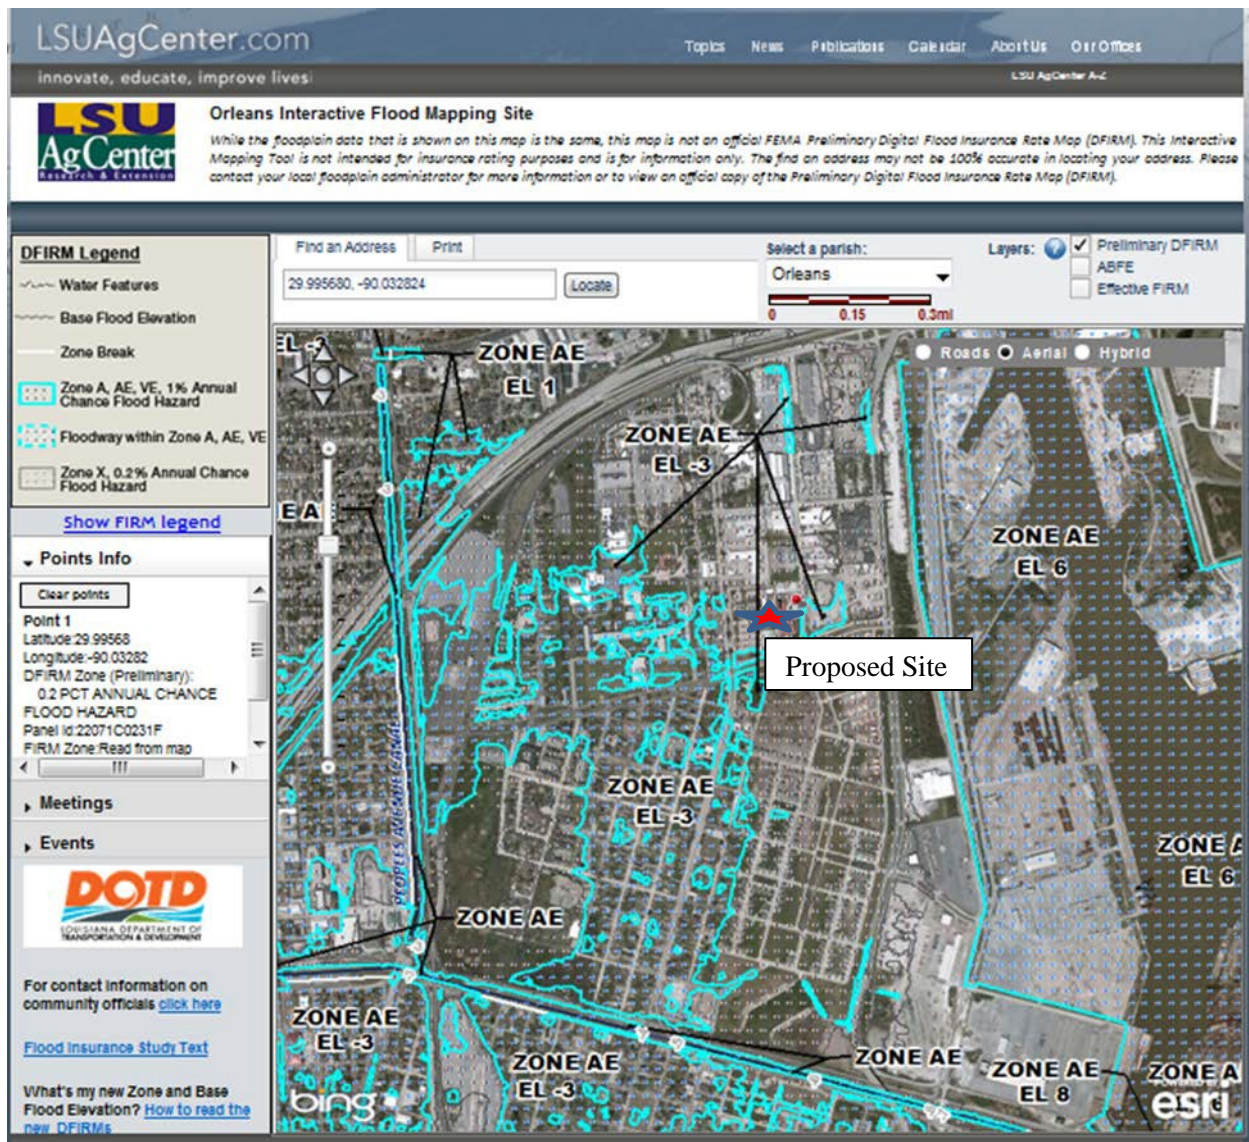 LSUAgCenter.com
Topics News Publications Calendar About Us Our Offices
innovate, educate, improve lives
LSU AgCenter A-Z
LSU
AgCenter
Research & Extension
Orleans Interactive Flood Mapping Site
While the floodplain data that is shown on this map is the same, this map is not an official FEMA Preliminary Digital Flood Insurance Rate Map (DFIRM). This Interactive
Mapping Tool is not intended for insurance rating purposes and is for information only. The find an address may not be 100% accurate in locating your address. Please
contact your local floodplain administrator for more information or to view an official copy of the Preliminary Digital Flood Insurance Rate Map (DFIRM).
DFIRM Legend
Water Features
Base Flood Elevation
Zone Break
Zone A, AE, VE, 1% Annual
Chance Flood Hazard
Floodway within Zone A, AE, VE
Zone X, 0.2% Annual Chance
Flood Hazard
Show FIRM legend
Points Info
Clear points
Point 1
Latitude:29.99568
Longitude:-90.03282
DFIRM Zone (Preliminary):
0.2 PCT ANNUAL CHANCE
FLOOD HAZARD
Panel Id:22071C0231F
FIRM Zone:Read from map
Meetings
Events
DOTD
LOUISIANA DEPARTMENT OF
TRANSPORTATION & DEVELOPMENT
For contact information on
community officials click here
Flood Insurance Study Text
What's my new Zone and Base
Flood Elevation? How to read the
new DFIRMs
Find an Address Print
29.995680, -90.032824
Locate
Select a parish:
Orleans
0 0.15 0.3mi
Layers: ?
Preliminary DFIRM
ABFE
Effective FIRM
Roads Aerial Hybrid
EL -3
ZONE AE
EL 1
ZONE AE
EL -3
E AE
ZONE AE
EL 6
Proposed Site
PEOPLES AVENUE CANAL
ZONE AE
EL -3
ZONE A
EL 6
ZONE AE
ZONE AE
EL -3
ZONE AE
EL -3
ZONE AE
ZONE AE
EL 8
ZONE A
bing
POWERED BY
esri